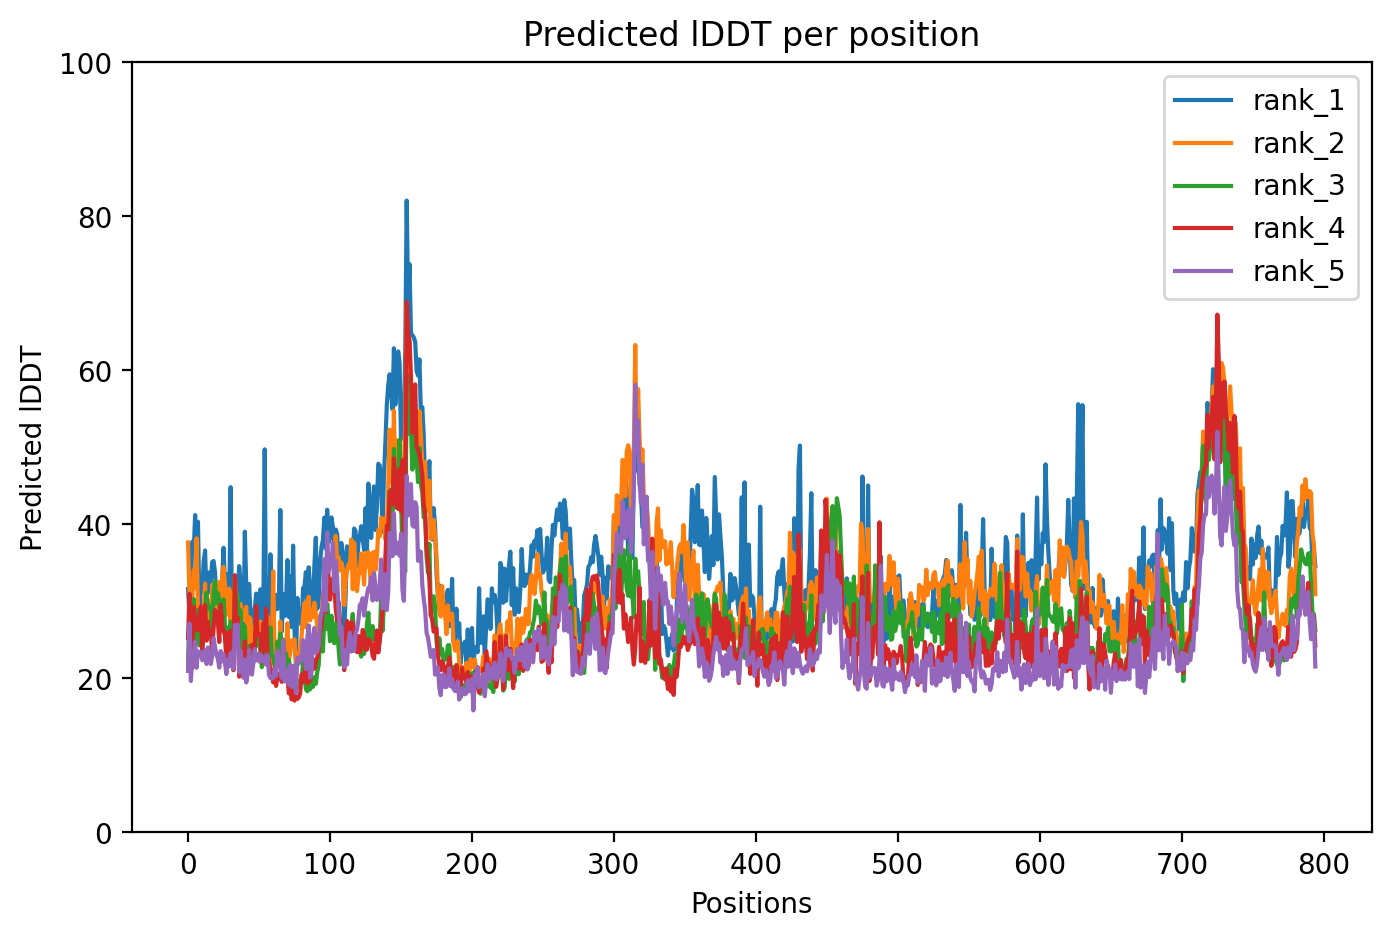 Predicted lDDT per position
100
80
60
40
20
0
Predicted lDDT
0 100 200 300 400 500 600 700 800
Positions
rank_1
rank_2
rank_3
rank_4
rank_5